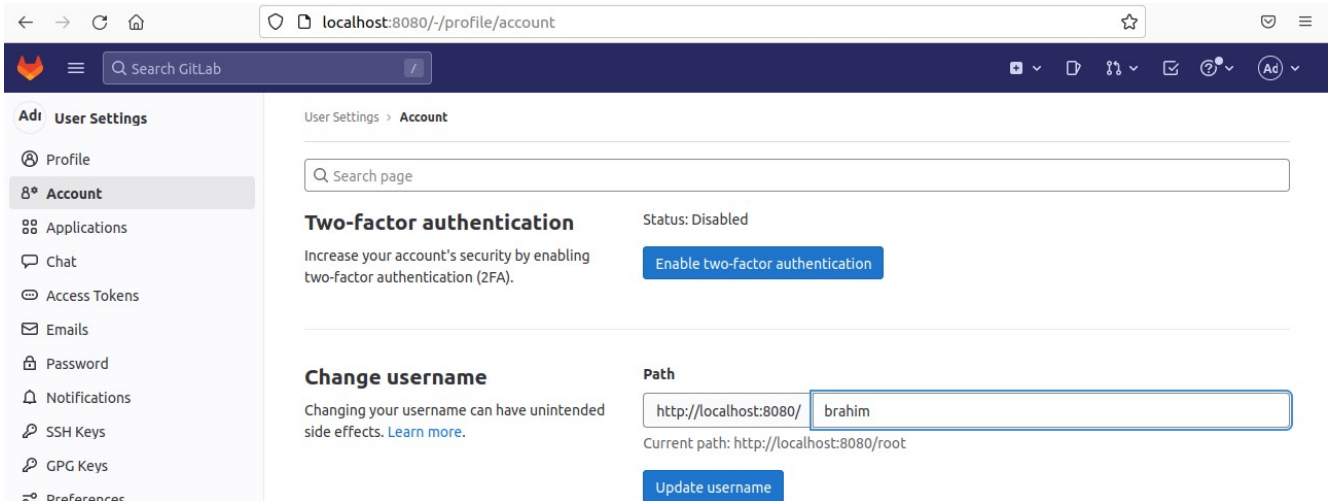 localhost:8080/-/profile/account
Search GitLab
/
Ad
User Settings
Profile
Account
Applications
Chat
Access Tokens
Emails
Password
Notifications
SSH Keys
GPG Keys
Preferences
User Settings > Account
Search page
Two-factor authentication
Increase your account's security by enabling
two-factor authentication (2FA).
Status: Disabled
Enable two-factor authentication
Change username
Changing your username can have unintended
side effects. Learn more.
Path
http://localhost:8080/ brahim
Current path: http://localhost:8080/root
Update username